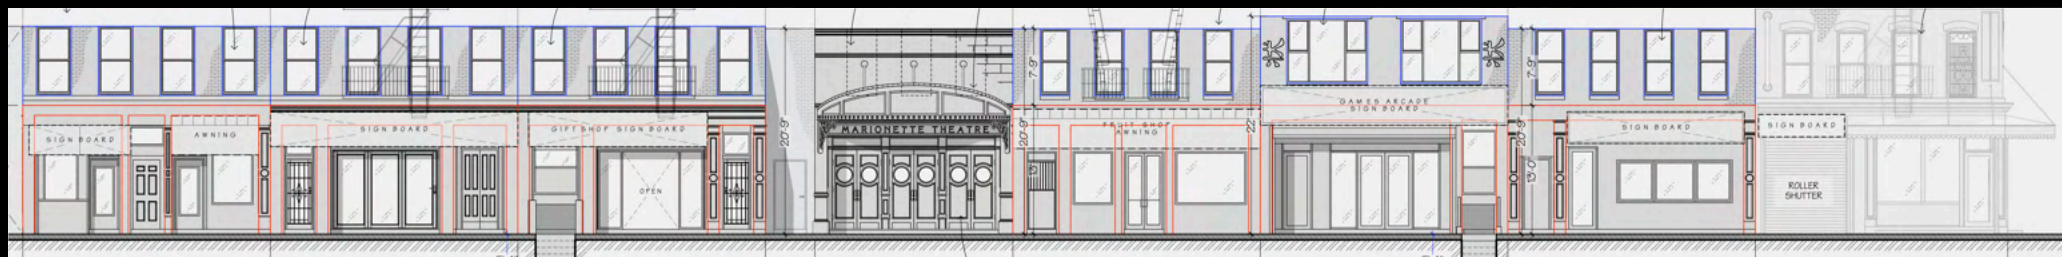 SIGN BOARD
AWNING
SIGN BOARD
GIFT SHOP SIGN BOARD
OPEN
20'-9"
MARIONETTE THEATRE
7'-9"
20'-9"
FRUIT SHOP
AWNING
22'
GAMES ARCADE
SIGN BOARD
7'-9"
20'-9"
13'-0"
SIGN BOARD
SIGN BOARD
ROLLER
SHUTTER